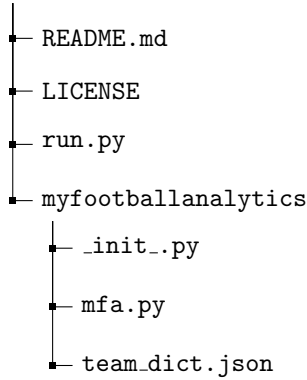 README.md
LICENSE
run.py
myfootballanalytics
_init_.py
mfa.py
team_dict.json